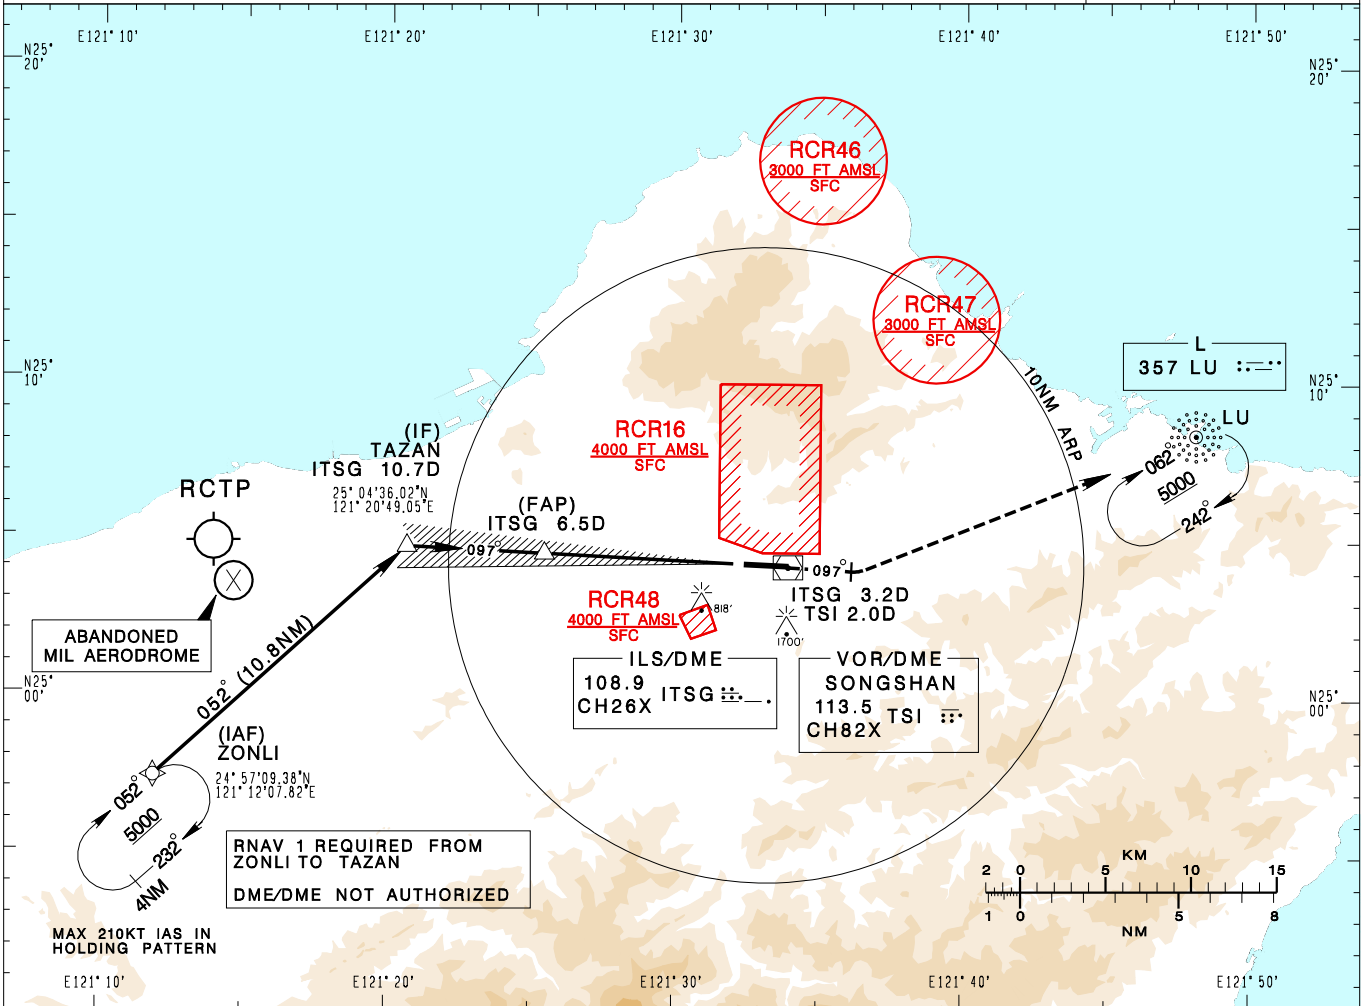 E121° 10'
E121° 20'
E121° 30'
E121° 40'
E121° 50'
N25°
20'
N25°
20'
RCR46
3000 FT AMSL
SFC
RCR47
3000 FT AMSL
SFC
L
357 LU
N25°
10'
N25°
10'
10NM ARP
LU
062°
5000
242°
(IF)
TAZAN
ITSG 10.7D
25° 04'36.02"N
121° 20'49.05"E
RCR16
4000 FT AMSL
SFC
RCTP
(FAP)
ITSG 6.5D
097°
097°
ITSG 3.2D
TSI 2.0D
818'
1700'
RCR48
4000 FT AMSL
SFC
ABANDONED
MIL AERODROME
ILS/DME
108.9
CH26X
ITSG
VOR/DME
SONGSHAN
113.5
CH82X
TSI
N25°
00'
N25°
00'
052° (10.8NM)
(IAF)
ZONLI
24° 57'09.38"N
121° 12'07.82"E
052°
5000
232°
4NM
RNAV 1 REQUIRED FROM
ZONLI TO TAZAN
DME/DME NOT AUTHORIZED
MAX 210KT IAS IN
HOLDING PATTERN
KM
2 0 5 10 15
1 0 5 8
NM
E121° 10'
E121° 20'
E121° 30'
E121° 40'
E121° 50'